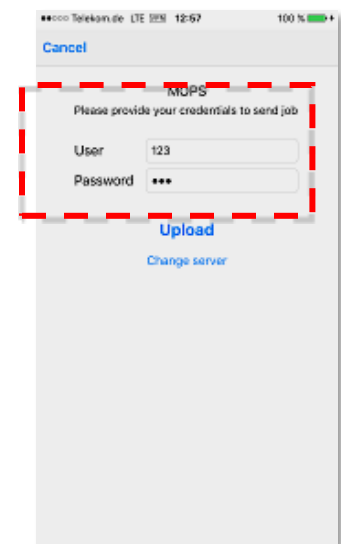 ●●○○○ Telekom.de LTE VPN 12:57 100 %
Cancel
MOPS
Please provide your credentials to send job
User 123
Password •••
Upload
Change server